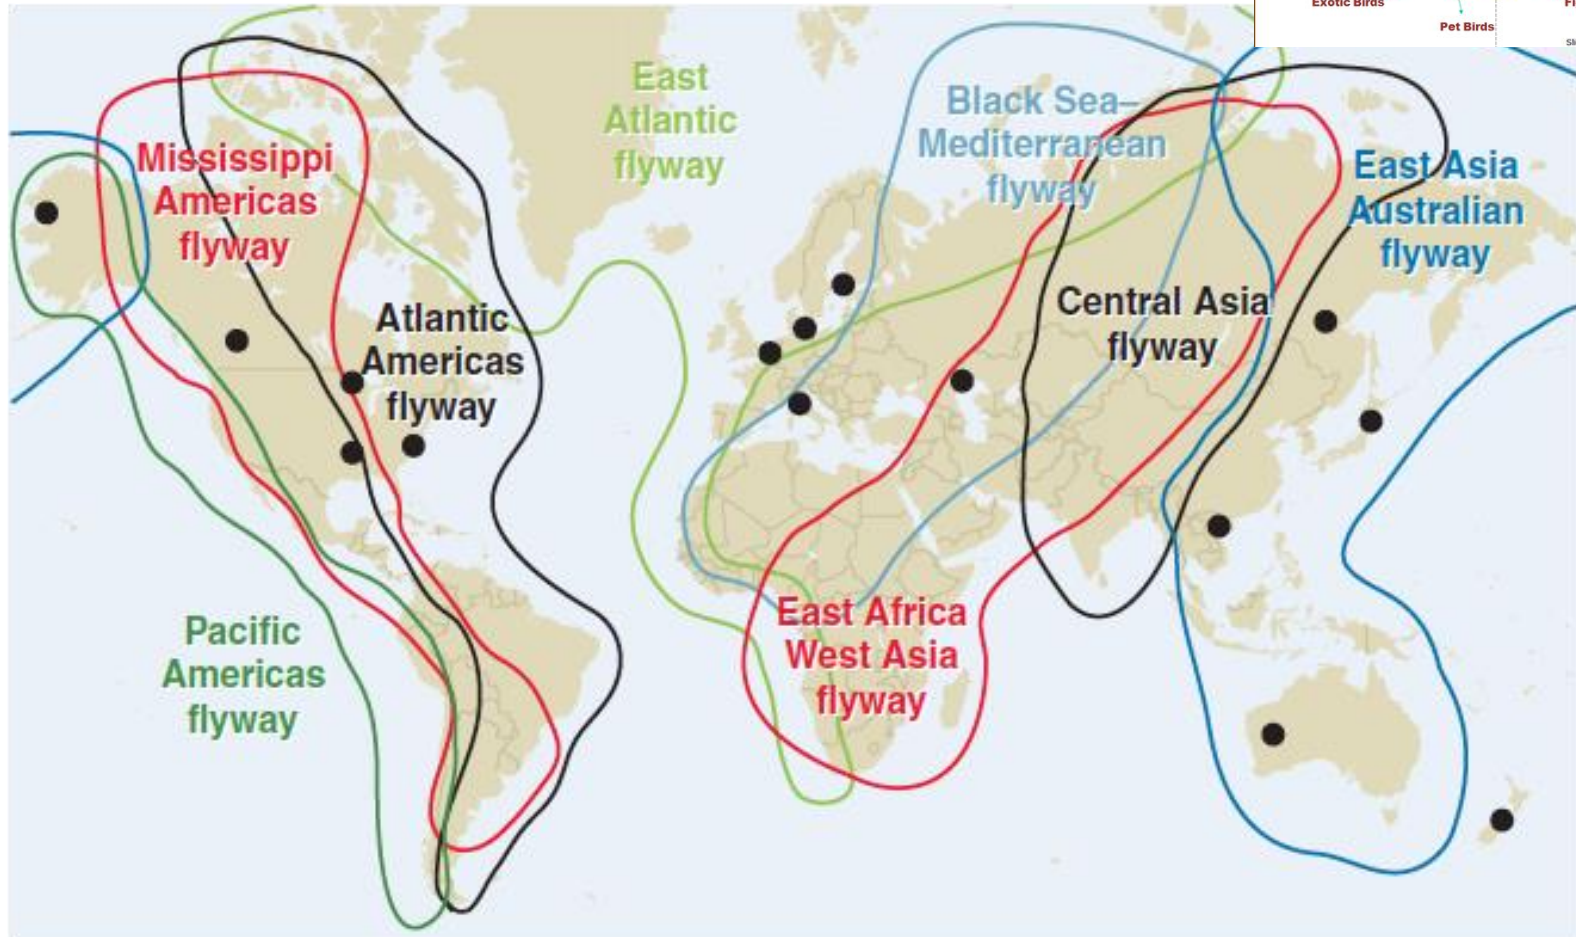 Exotic Birds
Pet Birds
East
Atlantic
flyway
Black Sea–
Mediterranean
flyway
Mississippi
Americas
flyway
East Asia
Australian
flyway
Atlantic
Americas
flyway
Central Asia
flyway
Pacific
Americas
flyway
East Africa
West Asia
flyway